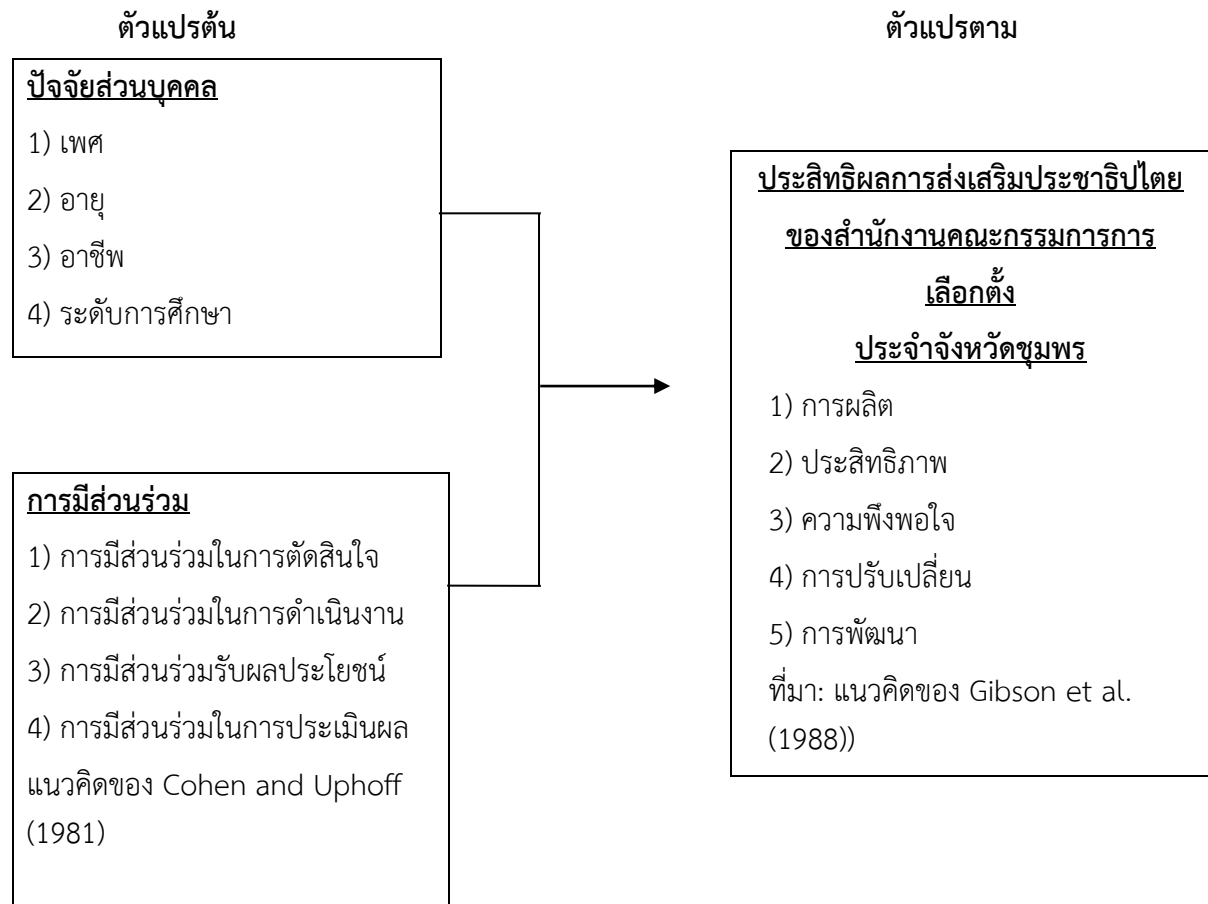 ตัวแปรต้น
ตัวแปรตาม
ปัจจัยส่วนบุคคล
1) เพศ
2) อายุ
3) อาชีพ
4) ระดับการศึกษา
การมีส่วนร่วม
1) การมีส่วนร่วมในการตัดสินใจ
2) การมีส่วนร่วมในการดำเนินงาน
3) การมีส่วนร่วมรับผลประโยชน์
4) การมีส่วนร่วมในการประเมินผล
แนวคิดของ Cohen and Uphoff
(1981)
ประสิทธิผลการส่งเสริมประชาธิปไตย
ของสำนักงานคณะกรรมการการ
เลือกตั้ง
ประจำจังหวัดชุมพร
1) การผลิต
2) ประสิทธิภาพ
3) ความพึงพอใจ
4) การปรับเปลี่ยน
5) การพัฒนา
ที่มา: แนวคิดของ Gibson et al.
(1988))